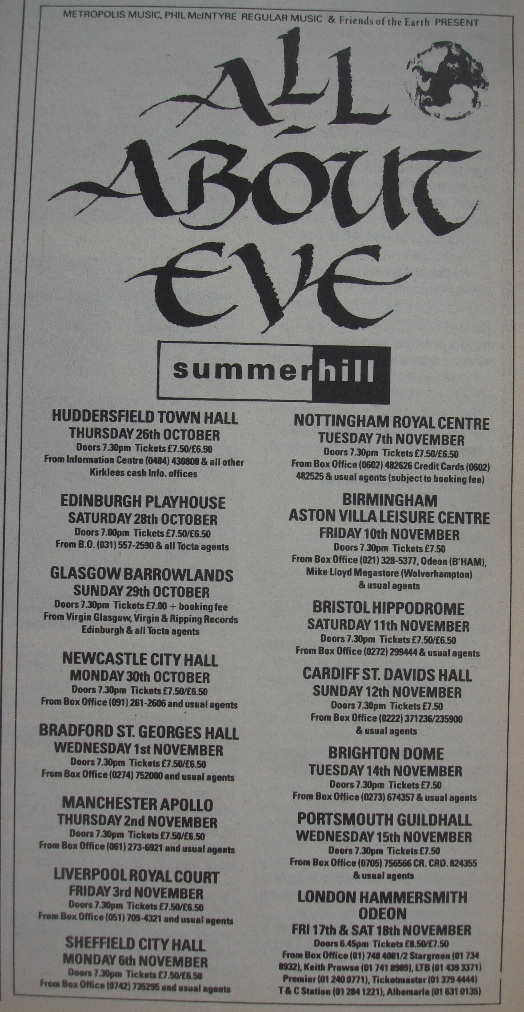 METROPOLIS MUSIC, PHIL McINTYRE REGULAR MUSIC & Friends of the Earth PRESENT
ALL
ABOUT
EVE
summerhill
HUDDERSFIELD TOWN HALL
THURSDAY 26th OCTOBER
Doors 7.30pm Tickets £7.50/£6.50
From Information Centre (0484) 430808 & all other
Kirklees cash Info. offices
EDINBURGH PLAYHOUSE
SATURDAY 28th OCTOBER
Doors 7.00pm Tickets £7.50/£6.50
From B.O. (031) 557-2590 & all Tocta agents
GLASGOW BARROWLANDS
SUNDAY 29th OCTOBER
Doors 7.30pm Tickets £7.00 + booking fee
From Virgin Glasgow, Virgin & Ripping Records
Edinburgh & all Tocta agents
NEWCASTLE CITY HALL
MONDAY 30th OCTOBER
Doors 7.30pm Tickets £7.50/£6.50
From Box Office (091) 261-2606 and usual agents
BRADFORD ST. GEORGES HALL
WEDNESDAY 1st NOVEMBER
Doors 7.30pm Tickets £7.50/£6.50
From Box Office (0274) 752000 and usual agents
MANCHESTER APOLLO
THURSDAY 2nd NOVEMBER
Doors 7.30pm Tickets £7.50/£6.50
From Box Office (061) 273-6921 and usual agents
LIVERPOOL ROYAL COURT
FRIDAY 3rd NOVEMBER
Doors 7.30pm Tickets £7.50/£6.50
From Box Office (051) 709-4321 and usual agents
SHEFFIELD CITY HALL
MONDAY 6th NOVEMBER
Doors 7.30pm Tickets £7.50/£6.50
From Box Office (0742) 735295 and usual agents
NOTTINGHAM ROYAL CENTRE
TUESDAY 7th NOVEMBER
Doors 7.30pm Tickets £7.50/£6.50
From Box Office (0602) 482626 Credit Cards (0602)
482525 & usual agents (subject to booking fee)
BIRMINGHAM
ASTON VILLA LEISURE CENTRE
FRIDAY 10th NOVEMBER
Doors 7.30pm Tickets £7.50
From Box Office (021) 328-5377, Odeon (B'HAM),
Mike Lloyd Megastore (Wolverhampton)
& usual agents
BRISTOL HIPPODROME
SATURDAY 11th NOVEMBER
Doors 7.30pm Tickets £7.50/£6.50
From Box Office (0272) 299444 & usual agents
CARDIFF ST. DAVIDS HALL
SUNDAY 12th NOVEMBER
Doors 7.30pm Tickets £7.50
From Box Office (0222) 371236/235900
& usual agents
BRIGHTON DOME
TUESDAY 14th NOVEMBER
Doors 7.30pm Tickets £7.50
From Box Office (0273) 674357 & usual agents
PORTSMOUTH GUILDHALL
WEDNESDAY 15th NOVEMBER
Doors 7.30pm Tickets £7.50
From Box Office (0705) 756566 CR. CRD. 824355
& usual agents
LONDON HAMMERSMITH
ODEON
FRI 17th & SAT 18th NOVEMBER
Doors 6.45pm Tickets £8.50/£7.50
From Box Office (01) 748 4081/2 Stargreen (01 734
8932), Keith Prowse (01 741 8989), LTB (01 439 3371)
Premier (01 240 0771), Ticketmaster (01 379 4444)
T & C Station (01 284 1221), Albemarle (01 631 0135)